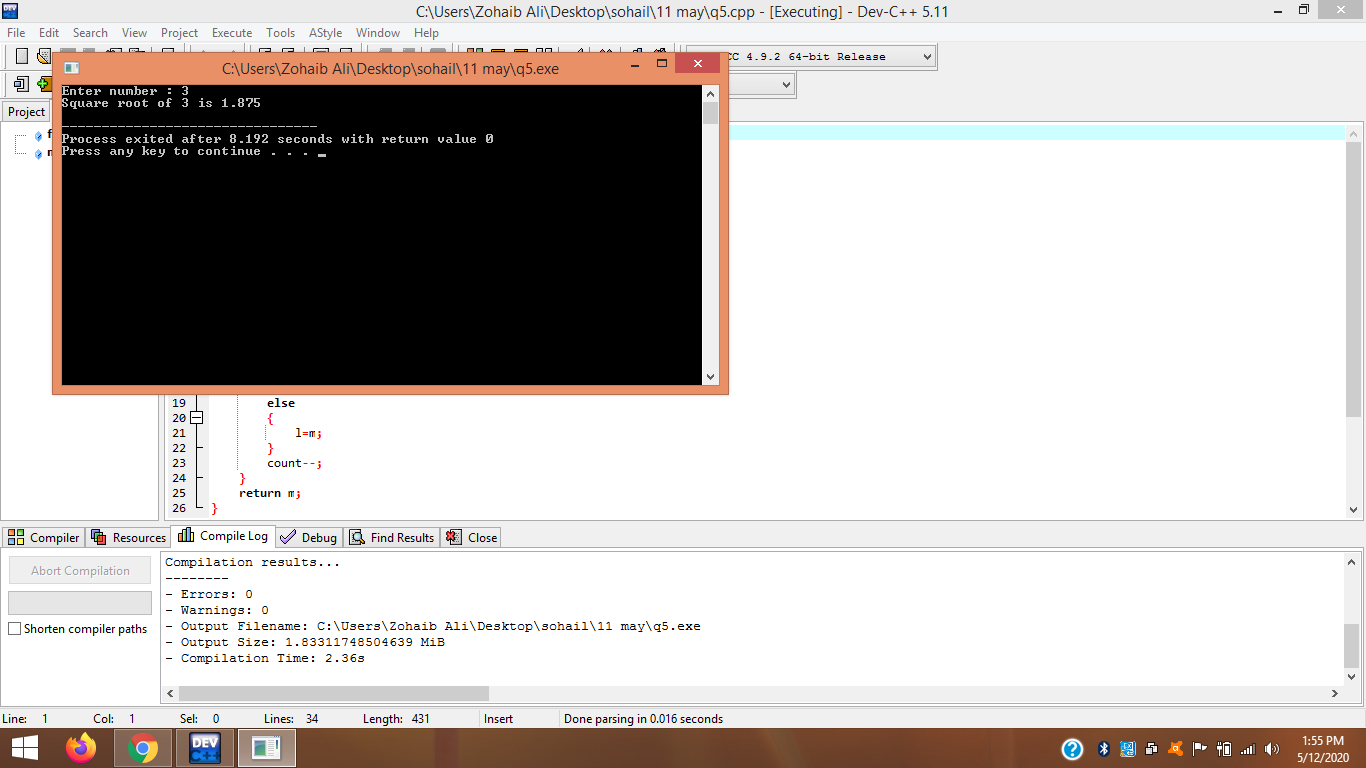 C:\Users\Zohaib Ali\Desktop\sohail\11 may\q5.cpp - [Executing] - Dev-C++ 5.11
File Edit Search Project Execute Tools AStyle Window Help
CC 4.9.2 64-bit Release
C:\Users\Zohaib Ali\Desktop\sohail\11 may\q5.exe
Enter number : 3
Square root of 3 is 1.875
--------------------------------
Process exited after 8.192 seconds with return value 0
Press any key to continue . . .
Project
19 else
20 {
21 l=m;
22 }
23 count--;
24 }
25 return m;
26 }
Compiler Resources Compile Log Debug Find Results Close
Abort Compilation
Shorten compiler paths
Compilation results...
--------
- Errors: 0
- Warnings: 0
- Output Filename: C:\Users\Zohaib Ali\Desktop\sohail\11 may\q5.exe
- Output Size: 1.83311748504639 MiB
- Compilation Time: 2.36s
Line: 1 Col: 1 Sel: 0 Lines: 34 Length: 431 Insert Done parsing in 0.016 seconds
DEV C++
1:55 PM
5/12/2020